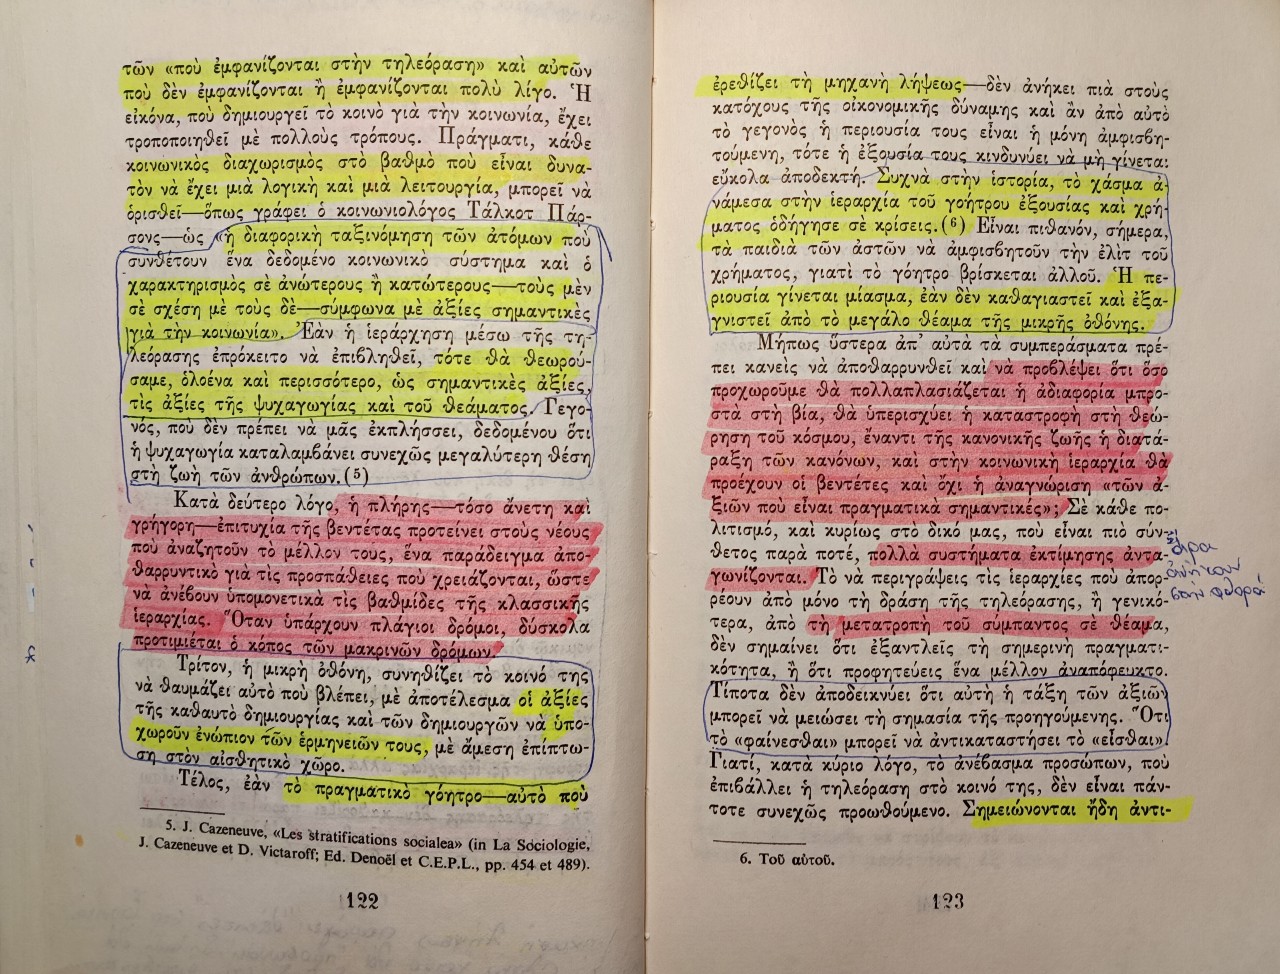 τῶν «ποὺ ἐμφανίζονται στὴν τηλεόραση» καὶ αὐτῶν
ποὺ δὲν ἐμφανίζονται ἢ ἐμφανίζονται πολὺ λίγο. Ἡ
εἰκόνα, ποὺ δημιουργεῖ τὸ κοινὸ γιὰ τὴν κοινωνία, ἔχει
τροποποιηθεῖ μὲ πολλοὺς τρόπους. Πράγματι, κάθε
κοινωνικὸς διαχωρισμὸς στὸ βαθμὸ ποὺ εἶναι δυνα-
τὸν νὰ ἔχει μιὰ λογικὴ καὶ μιὰ λειτουργία, μπορεῖ νὰ
ὁρισθεῖ—ὅπως γράφει ὁ κοινωνιολόγος Τάλκοτ Πάρ-
σονς—ὡς «ἡ διαφορικὴ ταξινόμηση τῶν ἀτόμων ποὺ
συνθέτουν ἕνα δεδομένο κοινωνικὸ σύστημα καὶ ὁ
χαρακτηρισμὸς σὲ ἀνώτερους ἢ κατώτερους—τοὺς μὲν
σὲ σχέση μὲ τοὺς δὲ—σύμφωνα μὲ ἀξίες σημαντικὲς
γιὰ τὴν κοινωνία». Ἐὰν ἡ ἱεράρχηση μέσω τῆς τη-
λεόρασης ἐπρόκειτο νὰ ἐπιβληθεῖ, τότε θὰ θεωρού-
σαμε, ὁλοένα καὶ περισσότερο, ὡς σημαντικὲς ἀξίες,
τὶς ἀξίες τῆς ψυχαγωγίας καὶ τοῦ θεάματος. Γεγο-
νός, ποὺ δὲν πρέπει νὰ μᾶς ἐκπλήσσει, δεδομένου ὅτι
ἡ ψυχαγωγία καταλαμβάνει συνεχῶς μεγαλύτερη θέση
στὴ ζωὴ τῶν ἀνθρώπων.(5)
Κατὰ δεύτερο λόγο, ἡ πλήρης—τόσο ἄνετη καὶ
γρήγορη—ἐπιτυχία τῆς βεντέτας προτείνει στοὺς νέους
ποὺ ἀναζητοῦν τὸ μέλλον τους, ἕνα παράδειγμα ἀπο-
θαρρυντικὸ γιὰ τὶς προσπάθειες ποὺ χρειάζονται, ὥστε
νὰ ἀνέβουν ὑπομονετικὰ τὶς βαθμίδες τῆς κλασσικῆς
ἱεραρχίας. Ὅταν ὑπάρχουν πλάγιοι δρόμοι, δύσκολα
προτιμιέται ὁ κόπος τῶν μακρινῶν δρόμων.
Τρίτον, ἡ μικρὴ ὀθόνη, συνηθίζει τὸ κοινό της
νὰ θαυμάζει αὐτὸ ποὺ βλέπει, μὲ ἀποτέλεσμα οἱ ἀξίες
τῆς καθαυτὸ δημιουργίας καὶ τῶν δημιουργῶν νὰ ὑπο-
χωροῦν ἐνώπιον τῶν ἑρμηνειῶν τους, μὲ ἄμεση ἐπίπτω-
ση στὸν αἰσθητικὸ χῶρο.
Τέλος, ἐὰν τὸ πραγματικὸ γόητρο—αὐτὸ ποὺ
5. J. Cazeneuve, «Les stratifications socialea» (in La Sociologie,
J. Cazeneuve et D. Victaroff; Ed. Denoël et C.E.P.L., pp. 454 et 489).
122
ἐρεθίζει τὴ μηχανὴ λήψεως—δὲν ἀνήκει πιὰ στοὺς
κατόχους τῆς οἰκονομικῆς δύναμης καὶ ἂν ἀπὸ αὐτὸ
τὸ γεγονὸς ἡ περιουσία τους εἶναι ἡ μόνη ἀμφισβη-
τούμενη, τότε ἡ ἐξουσία τους κινδυνύει νὰ μὴ γίνεται
εὔκολα ἀποδεκτή. Συχνὰ στὴν ἱστορία, τὸ χάσμα ἀ-
νάμεσα στὴν ἱεραρχία τοῦ γοήτρου ἐξουσίας καὶ χρή-
ματος ὁδήγησε σὲ κρίσεις.(6) Εἶναι πιθανόν, σήμερα,
τὰ παιδιὰ τῶν ἀστῶν νὰ ἀμφισβητοῦν τὴν ἐλὶτ τοῦ
χρήματος, γιατὶ τὸ γόητρο βρίσκεται ἀλλοῦ. Ἡ πε-
ριουσία γίνεται μίασμα, ἐὰν δὲν καθαγιαστεῖ καὶ ἐξα-
γνιστεῖ ἀπὸ τὸ μεγάλο θέαμα τῆς μικρῆς ὀθόνης.
Μήπως ὕστερα ἀπ’ αὐτὰ τὰ συμπεράσματα πρέ-
πει κανεὶς νὰ ἀποθαρρυνθεῖ καὶ νὰ προβλέψει ὅτι ὅσο
προχωροῦμε θὰ πολλαπλασιάζεται ἡ ἀδιαφορία μπρο-
στὰ στὴ βία, θὰ ὑπερισχύει ἡ καταστροφὴ στὴ θεώ-
ρηση τοῦ κόσμου, ἔναντι τῆς κανονικῆς ζωῆς ἡ διατά-
ραξη τῶν κανόνων, καὶ στὴν κοινωνικὴ ἱεραρχία θὰ
προέχουν οἱ βεντέτες καὶ ὄχι ἡ ἀναγνώριση «τῶν ἀ-
ξιῶν ποὺ εἶναι πραγματικὰ σημαντικές»; Σὲ κάθε πο-
λιτισμό, καὶ κυρίως στὸ δικό μας, ποὺ εἶναι πιὸ σύν-
θετος παρὰ ποτέ, πολλὰ συστήματα ἐκτίμησης ἀντα-
γωνίζονται. Τὸ νὰ περιγράψεις τὶς ἱεραρχίες ποὺ ἀπορ-
ρέουν ἀπὸ μόνο τὴ δράση τῆς τηλεόρασης, ἢ γενικό-
τερα, ἀπὸ τὴ μετατροπὴ τοῦ σύμπαντος σὲ θέαμα,
δὲν σημαίνει ὅτι ἐξαντλεῖς τὴ σημερινὴ πραγματι-
κότητα, ἢ ὅτι προφητεύεις ἕνα μέλλον ἀναπόφευκτο.
Τίποτα δὲν ἀποδεικνύει ὅτι αὐτὴ ἡ τάξη τῶν ἀξιῶν
μπορεῖ νὰ μειώσει τὴ σημασία τῆς προηγούμενης. Ὅτι
τὸ «φαίνεσθαι» μπορεῖ νὰ ἀντικαταστήσει τὸ «εἶσθαι».
Γιατί, κατὰ κύριο λόγο, τὸ ἀνέβασμα προσώπων, ποὺ
ἐπιβάλλει ἡ τηλεόραση στὸ κοινό της, δὲν εἶναι πάν-
τοτε συνεχῶς προωθούμενο. Σημειώνονται ἤδη ἀντι-
ἄρα
στὴν φθορά
6. Τοῦ αὐτοῦ.
123